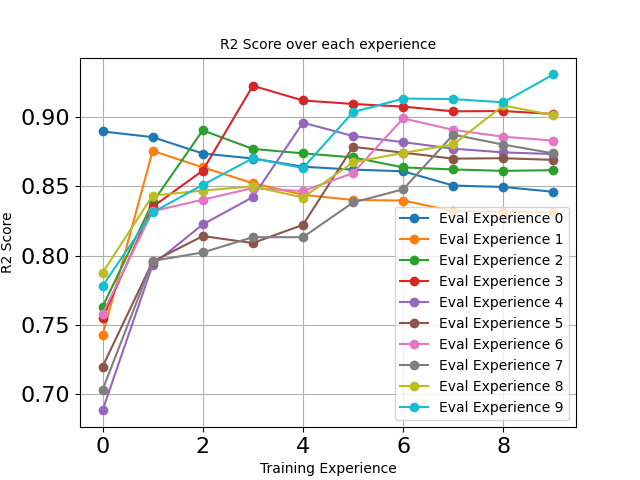 R2 Score over each experience
0.90
0.85
0.80
0.75
0.70
R2 Score
0 2 4 6 8
Training Experience
Eval Experience 0
Eval Experience 1
Eval Experience 2
Eval Experience 3
Eval Experience 4
Eval Experience 5
Eval Experience 6
Eval Experience 7
Eval Experience 8
Eval Experience 9